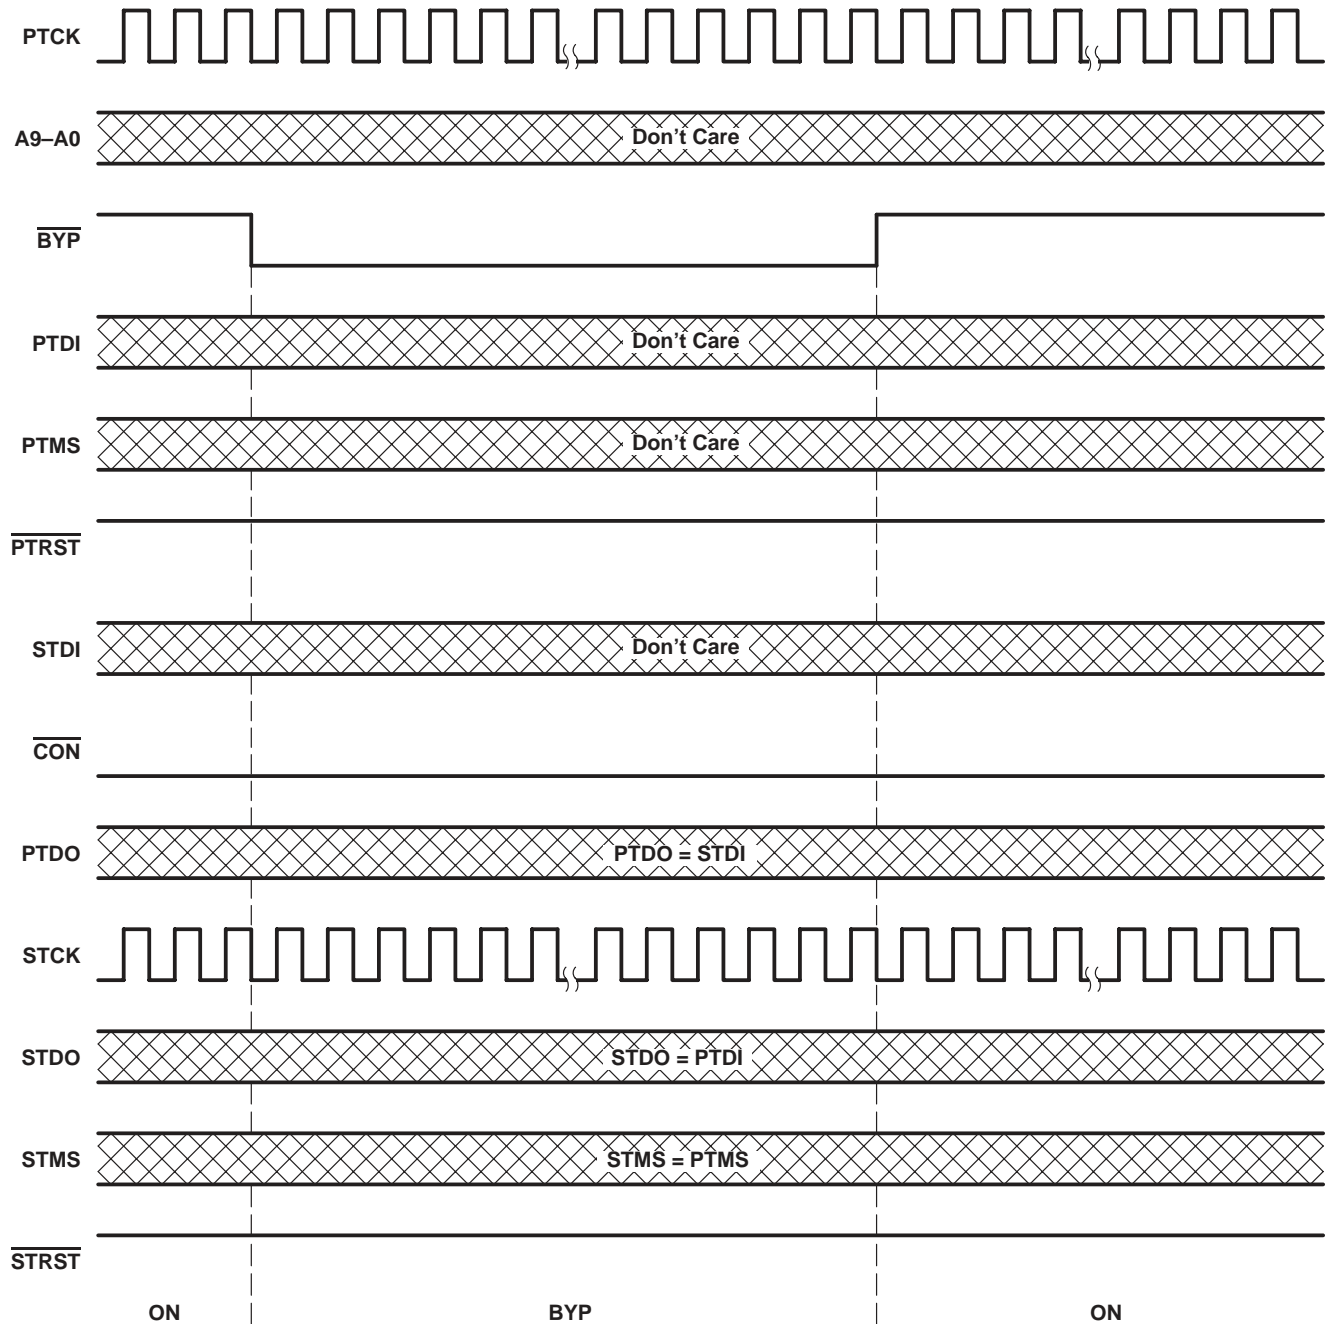 PTCK
A9–A0
Don't Care
BYP
PTDI
Don't Care
PTMS
Don't Care
PTRST
STDI
Don't Care
CON
PTDO
PTDO = STDI
STCK
STDO
STDO = PTDI
STMS
STMS = PTMS
STRST
ON BYP ON